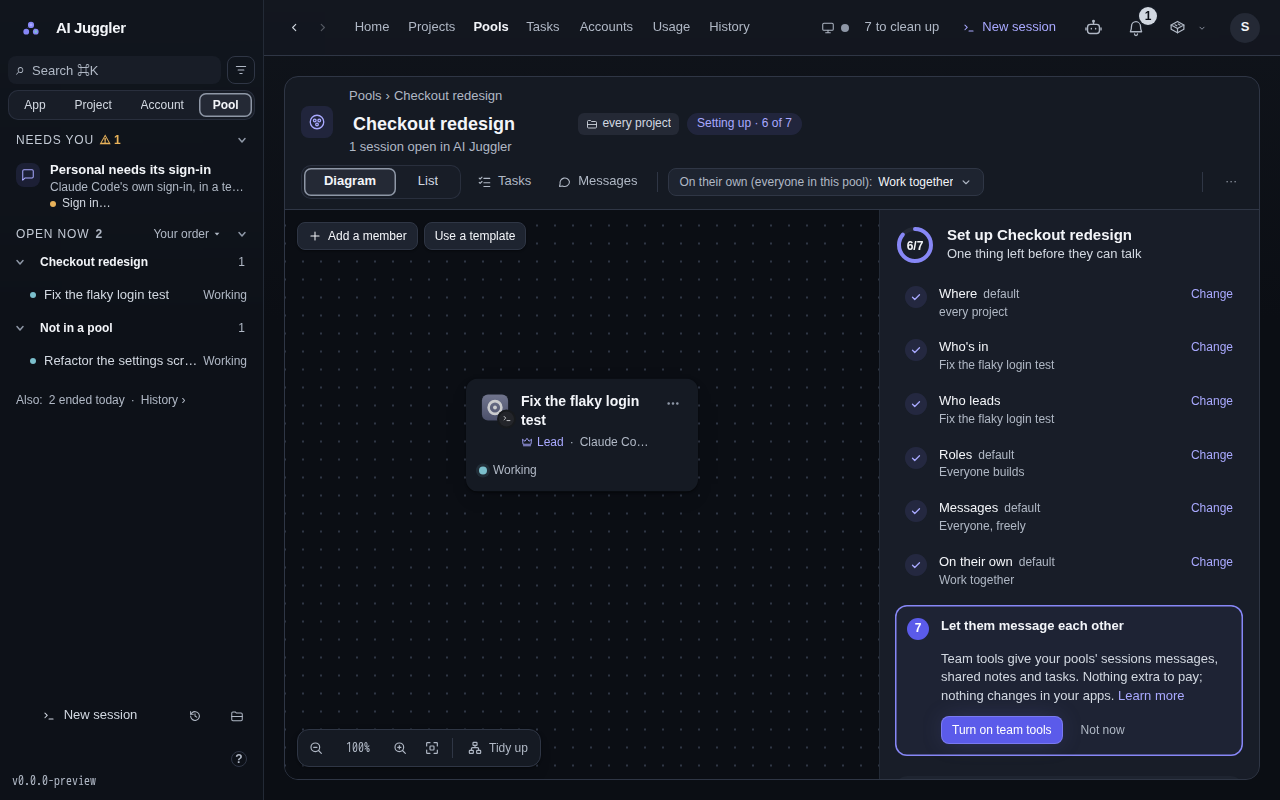 AI Juggler
Search ⌘K
App Project Account Pool
NEEDS YOU 1
Personal needs its sign-in
Claude Code's own sign-in, in a te…
Sign in…
OPEN NOW 2 Your order
Checkout redesign 1
Fix the flaky login test Working
Not in a pool 1
Refactor the settings scr… Working
Also: 2 ended today · History ›
New session
?
v0.0.0-preview
Home Projects Pools Tasks Accounts Usage History
7 to clean up
New session
1
S
Pools › Checkout redesign
Checkout redesign
every project
Setting up · 6 of 7
1 session open in AI Juggler
Diagram List Tasks Messages
On their own (everyone in this pool): Work together
Add a member
Use a template
Fix the flaky login
test
Lead · Claude Co…
Working
100%
Tidy up
6/7
Set up Checkout redesign
One thing left before they can talk
Where default Change
every project
Who's in Change
Fix the flaky login test
Who leads Change
Fix the flaky login test
Roles default Change
Everyone builds
Messages default Change
Everyone, freely
On their own default Change
Work together
7 Let them message each other
Team tools give your pools' sessions messages,
shared notes and tasks. Nothing extra to pay;
nothing changes in your apps. Learn more
Turn on team tools Not now